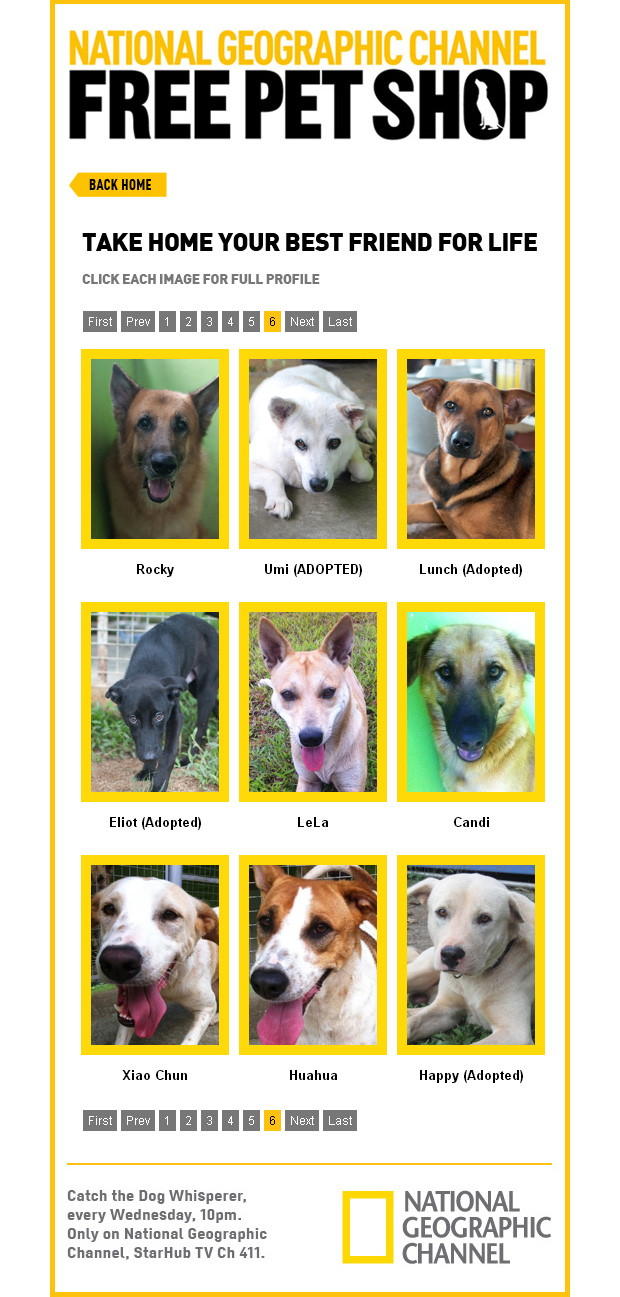 NATIONAL GEOGRAPHIC CHANNEL
FREE PET SHOP
BACK HOME
TAKE HOME YOUR BEST FRIEND FOR LIFE
CLICK EACH IMAGE FOR FULL PROFILE
First Prev 1 2 3 4 5 6 Next Last
Rocky Umi (ADOPTED) Lunch (Adopted)
Eliot (Adopted) LeLa Candi
Xiao Chun Huahua Happy (Adopted)
First Prev 1 2 3 4 5 6 Next Last
Catch the Dog Whisperer,
every Wednesday, 10pm.
Only on National Geographic
Channel, StarHub TV Ch 411.
NATIONAL
GEOGRAPHIC
CHANNEL